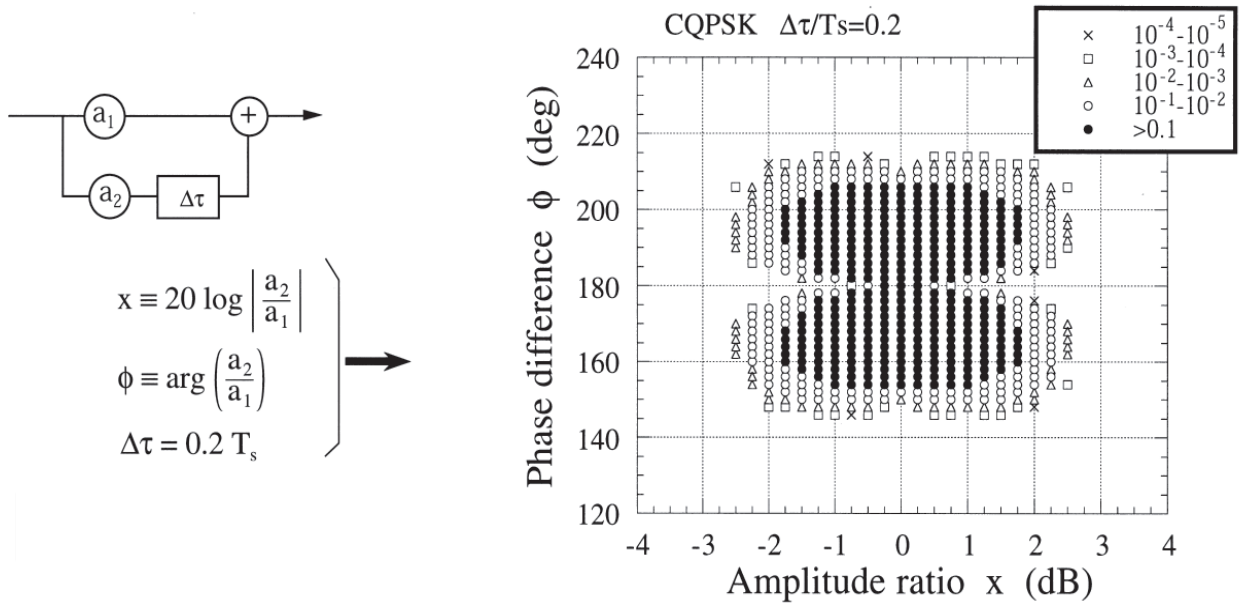 a₁
+
a₂
Δτ
x ≡ 20 log |a₂/a₁|
ϕ ≡ arg (a₂/a₁)
Δτ = 0.2 Tₛ
CQPSK Δτ/Ts=0.2
10⁻⁴-10⁻⁵
10⁻³-10⁻⁴
10⁻²-10⁻³
10⁻¹-10⁻²
>0.1
Phase difference ϕ (deg)
240
220
200
180
160
140
120
-4 -3 -2 -1 0 1 2 3 4
Amplitude ratio x (dB)